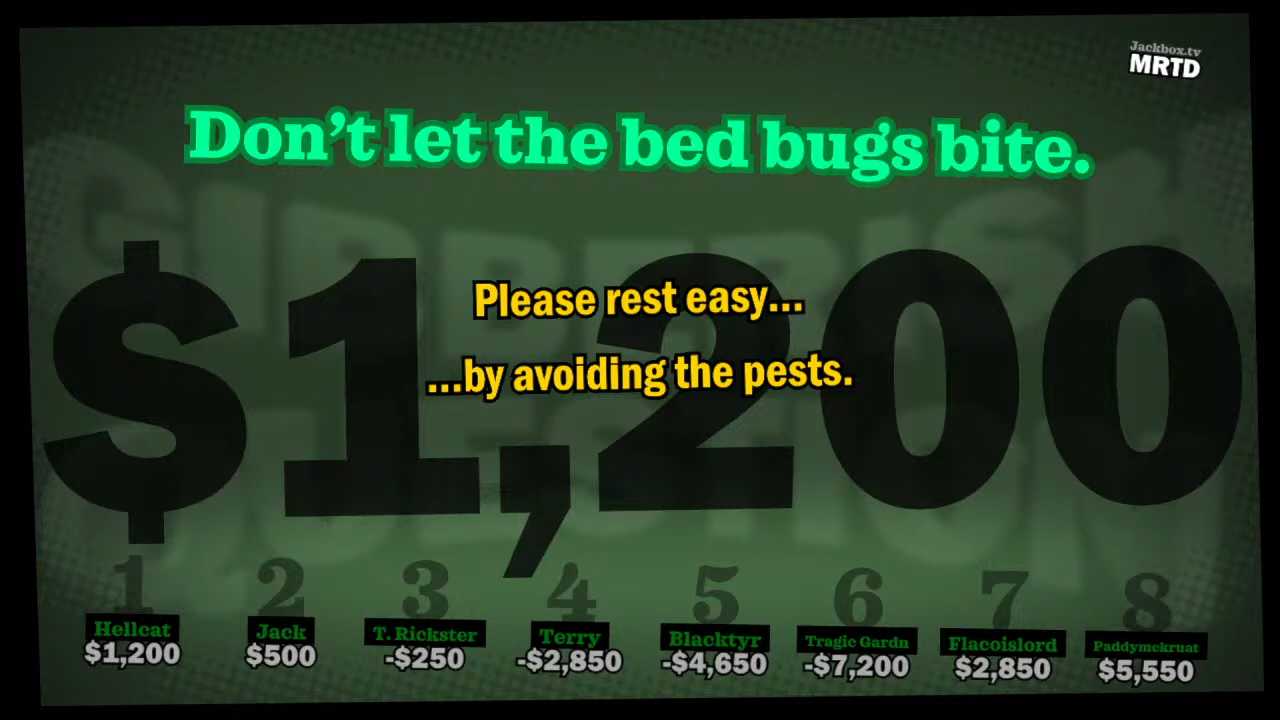 Jackbox.tv
MRTD
Don't let the bed bugs bite.
GIBBERISH
QUESTION
$1,200
Please rest easy...
...by avoiding the pests.
1 2 3 4 5 6 7 8
Hellcat Jack T. Rickster Terry Blacktyr Tragic Gardn Flacoislord Paddymckruat
$1,200 $500 -$250 -$2,850 -$4,650 -$7,200 $2,850 $5,550